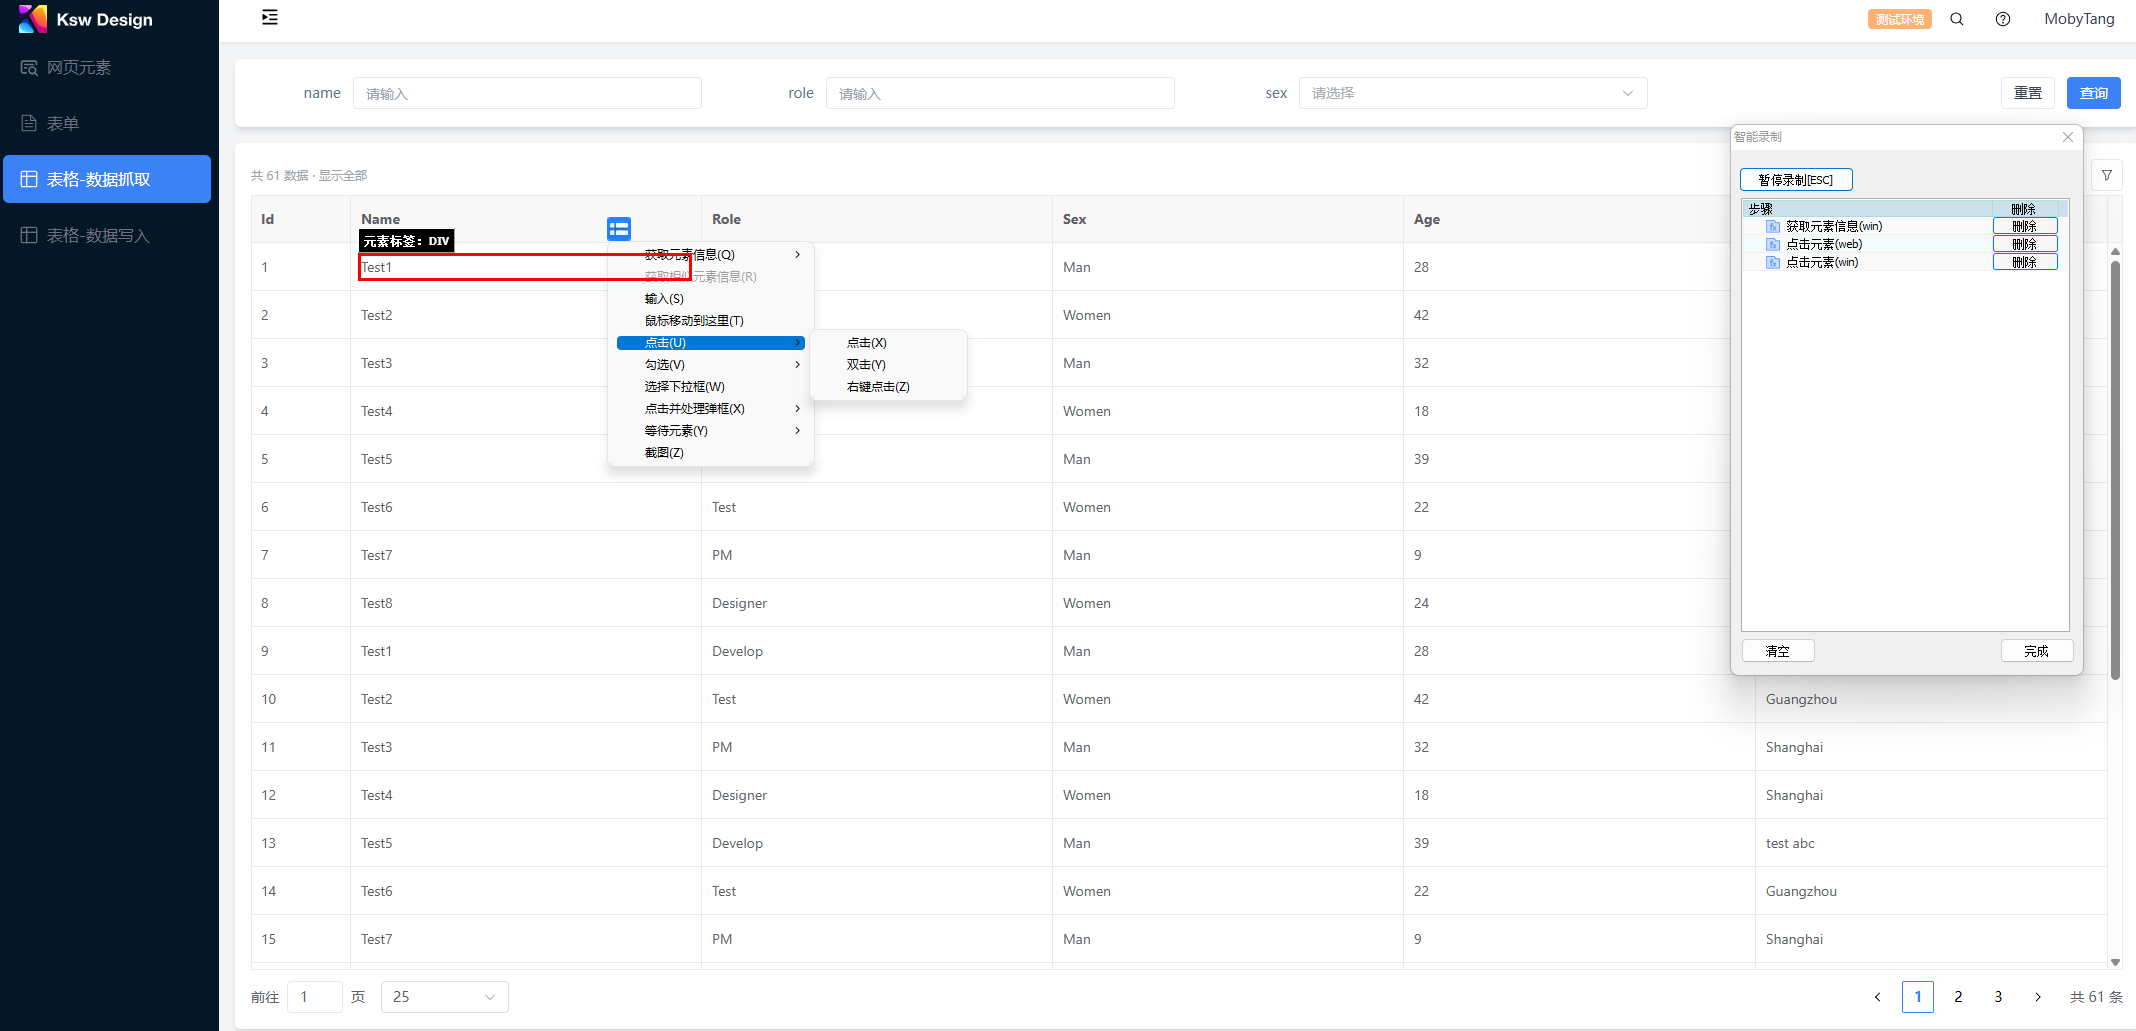 Ksw Design
测试环境
MobyTang
网页元素
表单
表格-数据抓取
表格-数据写入
name 请输入 role 请输入 sex 请选择 重置 查询
共 61 数据 · 显示全部
Id Name Role Sex Age
元素标签：DIV
1 Test1 Man 28
2 Test2 Women 42
3 Test3 Man 32
4 Test4 Women 18
5 Test5 Man 39
6 Test6 Test Women 22
7 Test7 PM Man 9
8 Test8 Designer Women 24
9 Test1 Develop Man 28
10 Test2 Test Women 42 Guangzhou
11 Test3 PM Man 32 Shanghai
12 Test4 Designer Women 18 Shanghai
13 Test5 Develop Man 39 test abc
14 Test6 Test Women 22 Guangzhou
15 Test7 PM Man 9 Shanghai
获取元素信息(Q)
获取相似元素信息(R)
输入(S)
鼠标移动到这里(T)
点击(U)
勾选(V)
选择下拉框(W)
点击并处理弹框(X)
等待元素(Y)
截图(Z)
点击(X)
双击(Y)
右键点击(Z)
智能录制
暂停录制[ESC]
步骤 删除
获取元素信息(win) 删除
点击元素(web) 删除
点击元素(win) 删除
清空 完成
前往 1 页 25
1 2 3 共 61 条